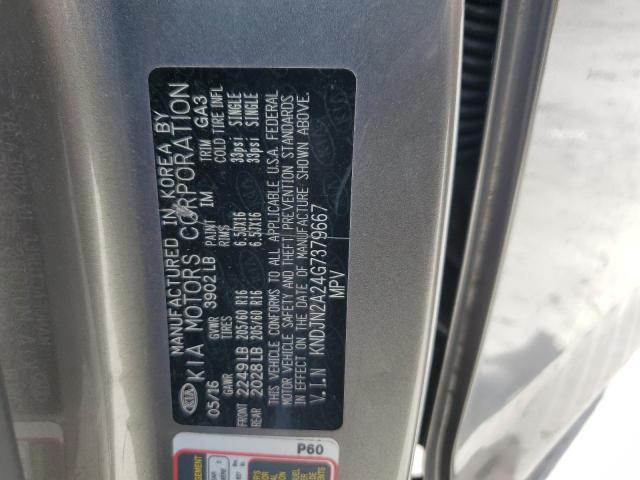 MANUFACTURED IN KOREA BY
KIA KIA MOTORS CORPORATION
05/16 GVWR 3902LB PAINT IM TRIM GA3
GAWR TIRES RIMS COLD TIRE INFL
FRONT 2249LB 205/60 R16 6.5JX16 33psi SINGLE
REAR 2028LB 205/60 R16 6.5JX16 33psi SINGLE
THIS VEHICLE CONFORMS TO ALL APPLICABLE U.S.A. FEDERAL
MOTOR VEHICLE SAFETY AND THEFT PREVENTION STANDARDS
IN EFFECT ON THE DATE OF MANUFACTURE SHOWN ABOVE.
V.I.N KNDJN2A24G7379667
MPV
P60